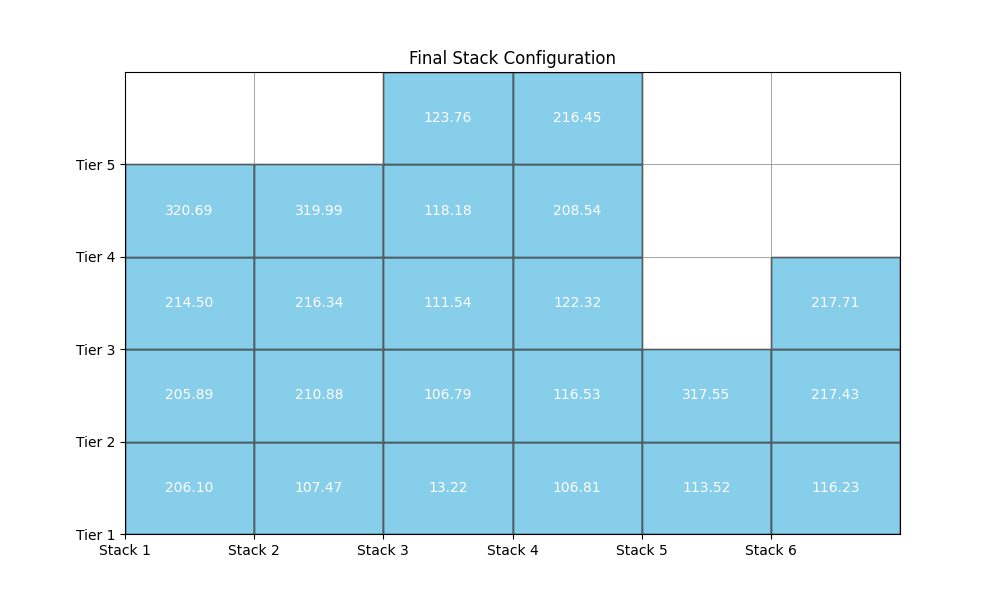 Final Stack Configuration
123.76 216.45
Tier 5
320.69 319.99 118.18 208.54
Tier 4
214.50 216.34 111.54 122.32 217.71
Tier 3
205.89 210.88 106.79 116.53 317.55 217.43
Tier 2
206.10 107.47 13.22 106.81 113.52 116.23
Tier 1
Stack 1 Stack 2 Stack 3 Stack 4 Stack 5 Stack 6